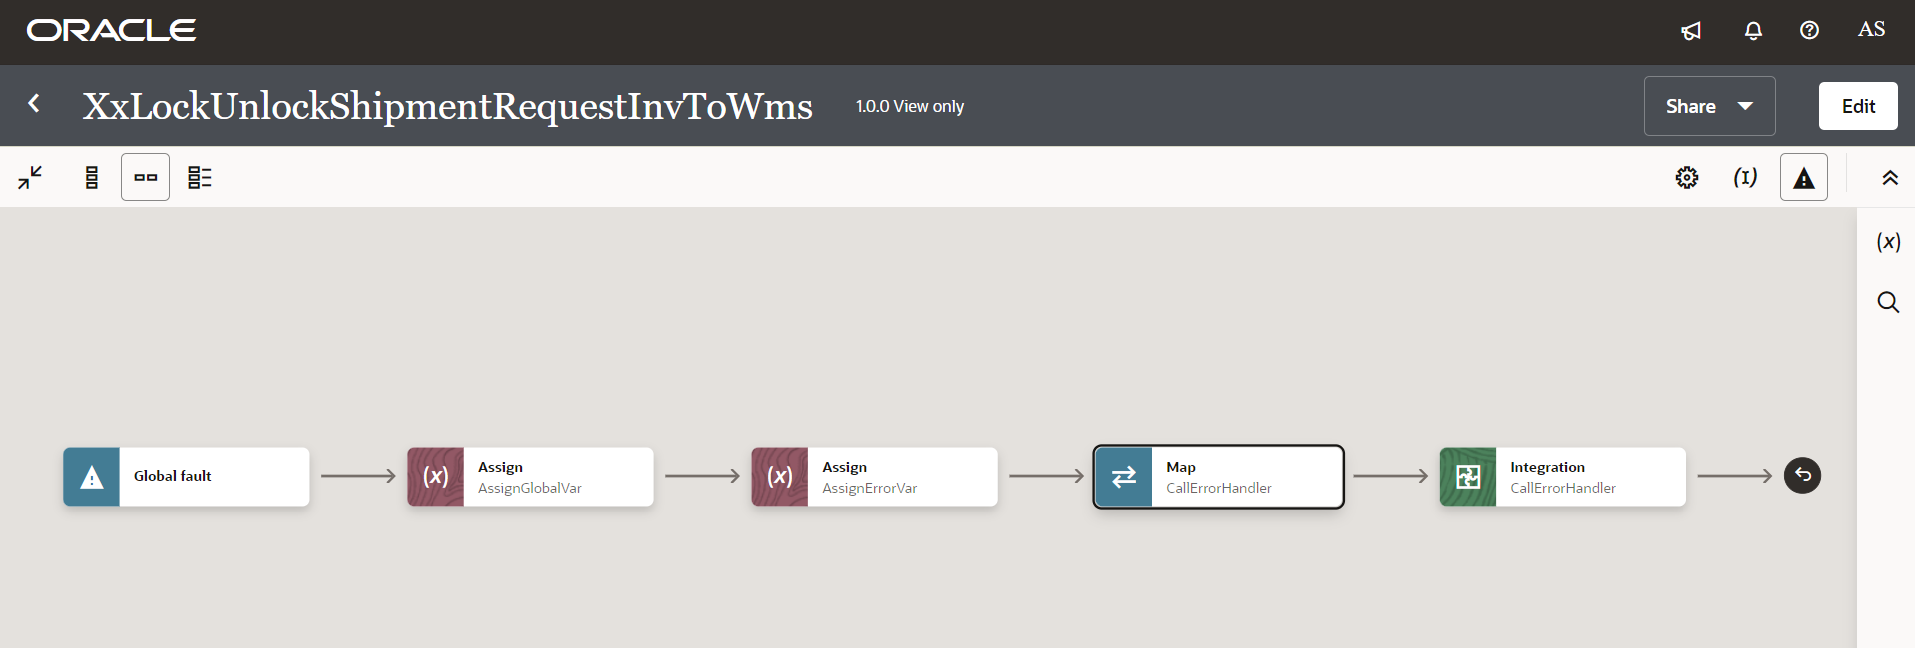 ORACLE
AS
XxLockUnlockShipmentRequestInvToWms
1.0.0 View only
Share
Edit
(I)
(x)
Global fault
(x)
Assign
AssignGlobalVar
(x)
Assign
AssignErrorVar
Map
CallErrorHandler
Integration
CallErrorHandler